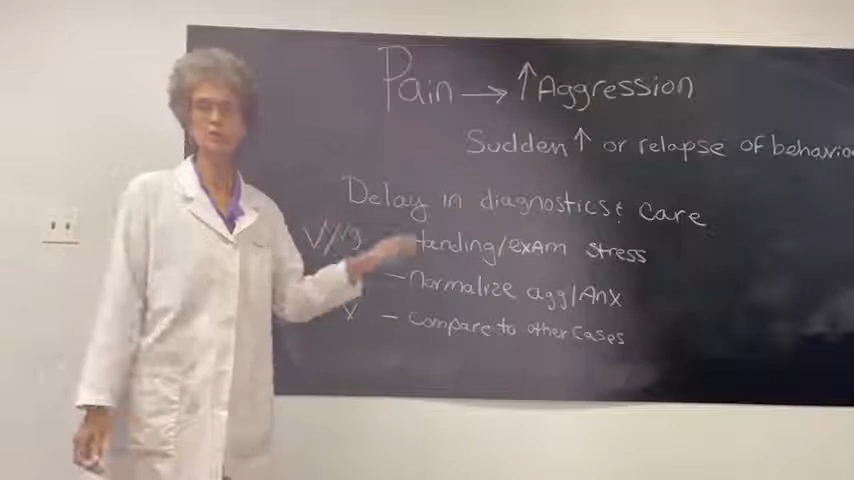 Pain → ↑ Aggression
Sudden ↑ or relapse of behavio
Delay in diagnostics & care
tanding/exAm stress
- Normalize agg/Anx
X - Compare to other Cases